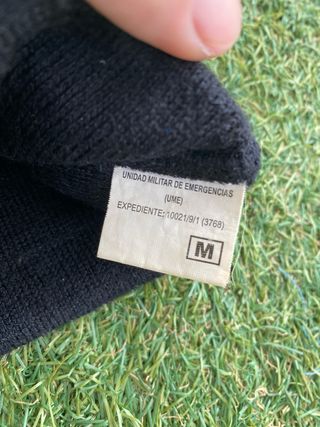 UNIDAD MILITAR DE EMERGENCIAS
(UME)
EXPEDIENTE: 10021/9/1 (3768)
M